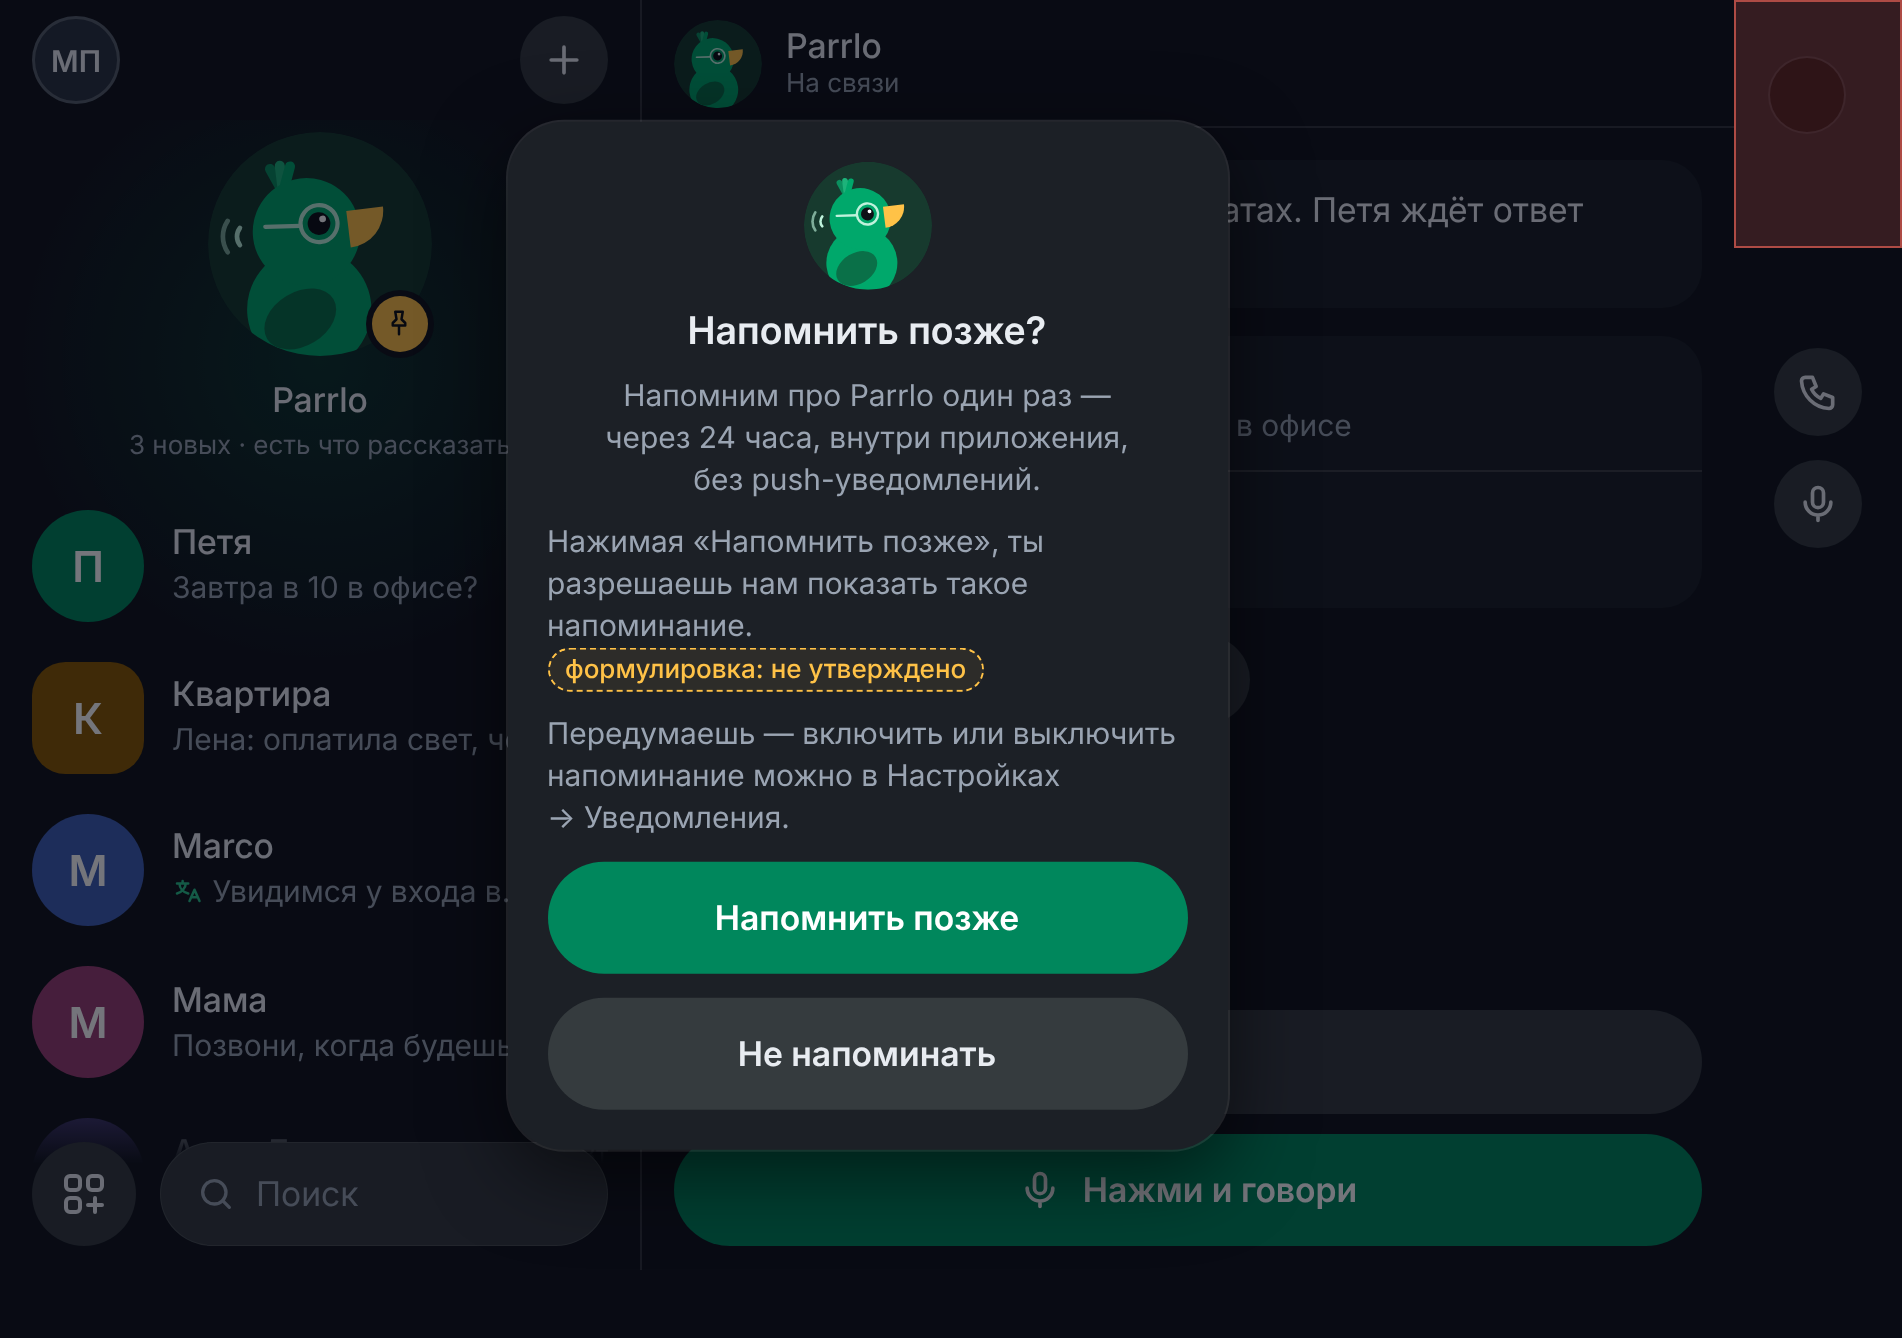 МП
Parrlo
На связи
Parrlo
3 новых · есть что рассказать
Петя
Завтра в 10 в офисе?
Квартира
Лена: оплатила свет,
Marco
Увидимся у входа в.
Мама
Позвони, когда будешь
Поиск
П
К
M
М
Напомнить позже?
Напомним про Parrlo один раз —
через 24 часа, внутри приложения,
без push-уведомлений.
Нажимая «Напомнить позже», ты
разрешаешь нам показать такое
напоминание.
формулировка: не утверждено
Передумаешь — включить или выключить
напоминание можно в Настройках
→ Уведомления.
Напомнить позже
Не напоминать
Петя ждёт ответ
в офисе
Нажми и говори